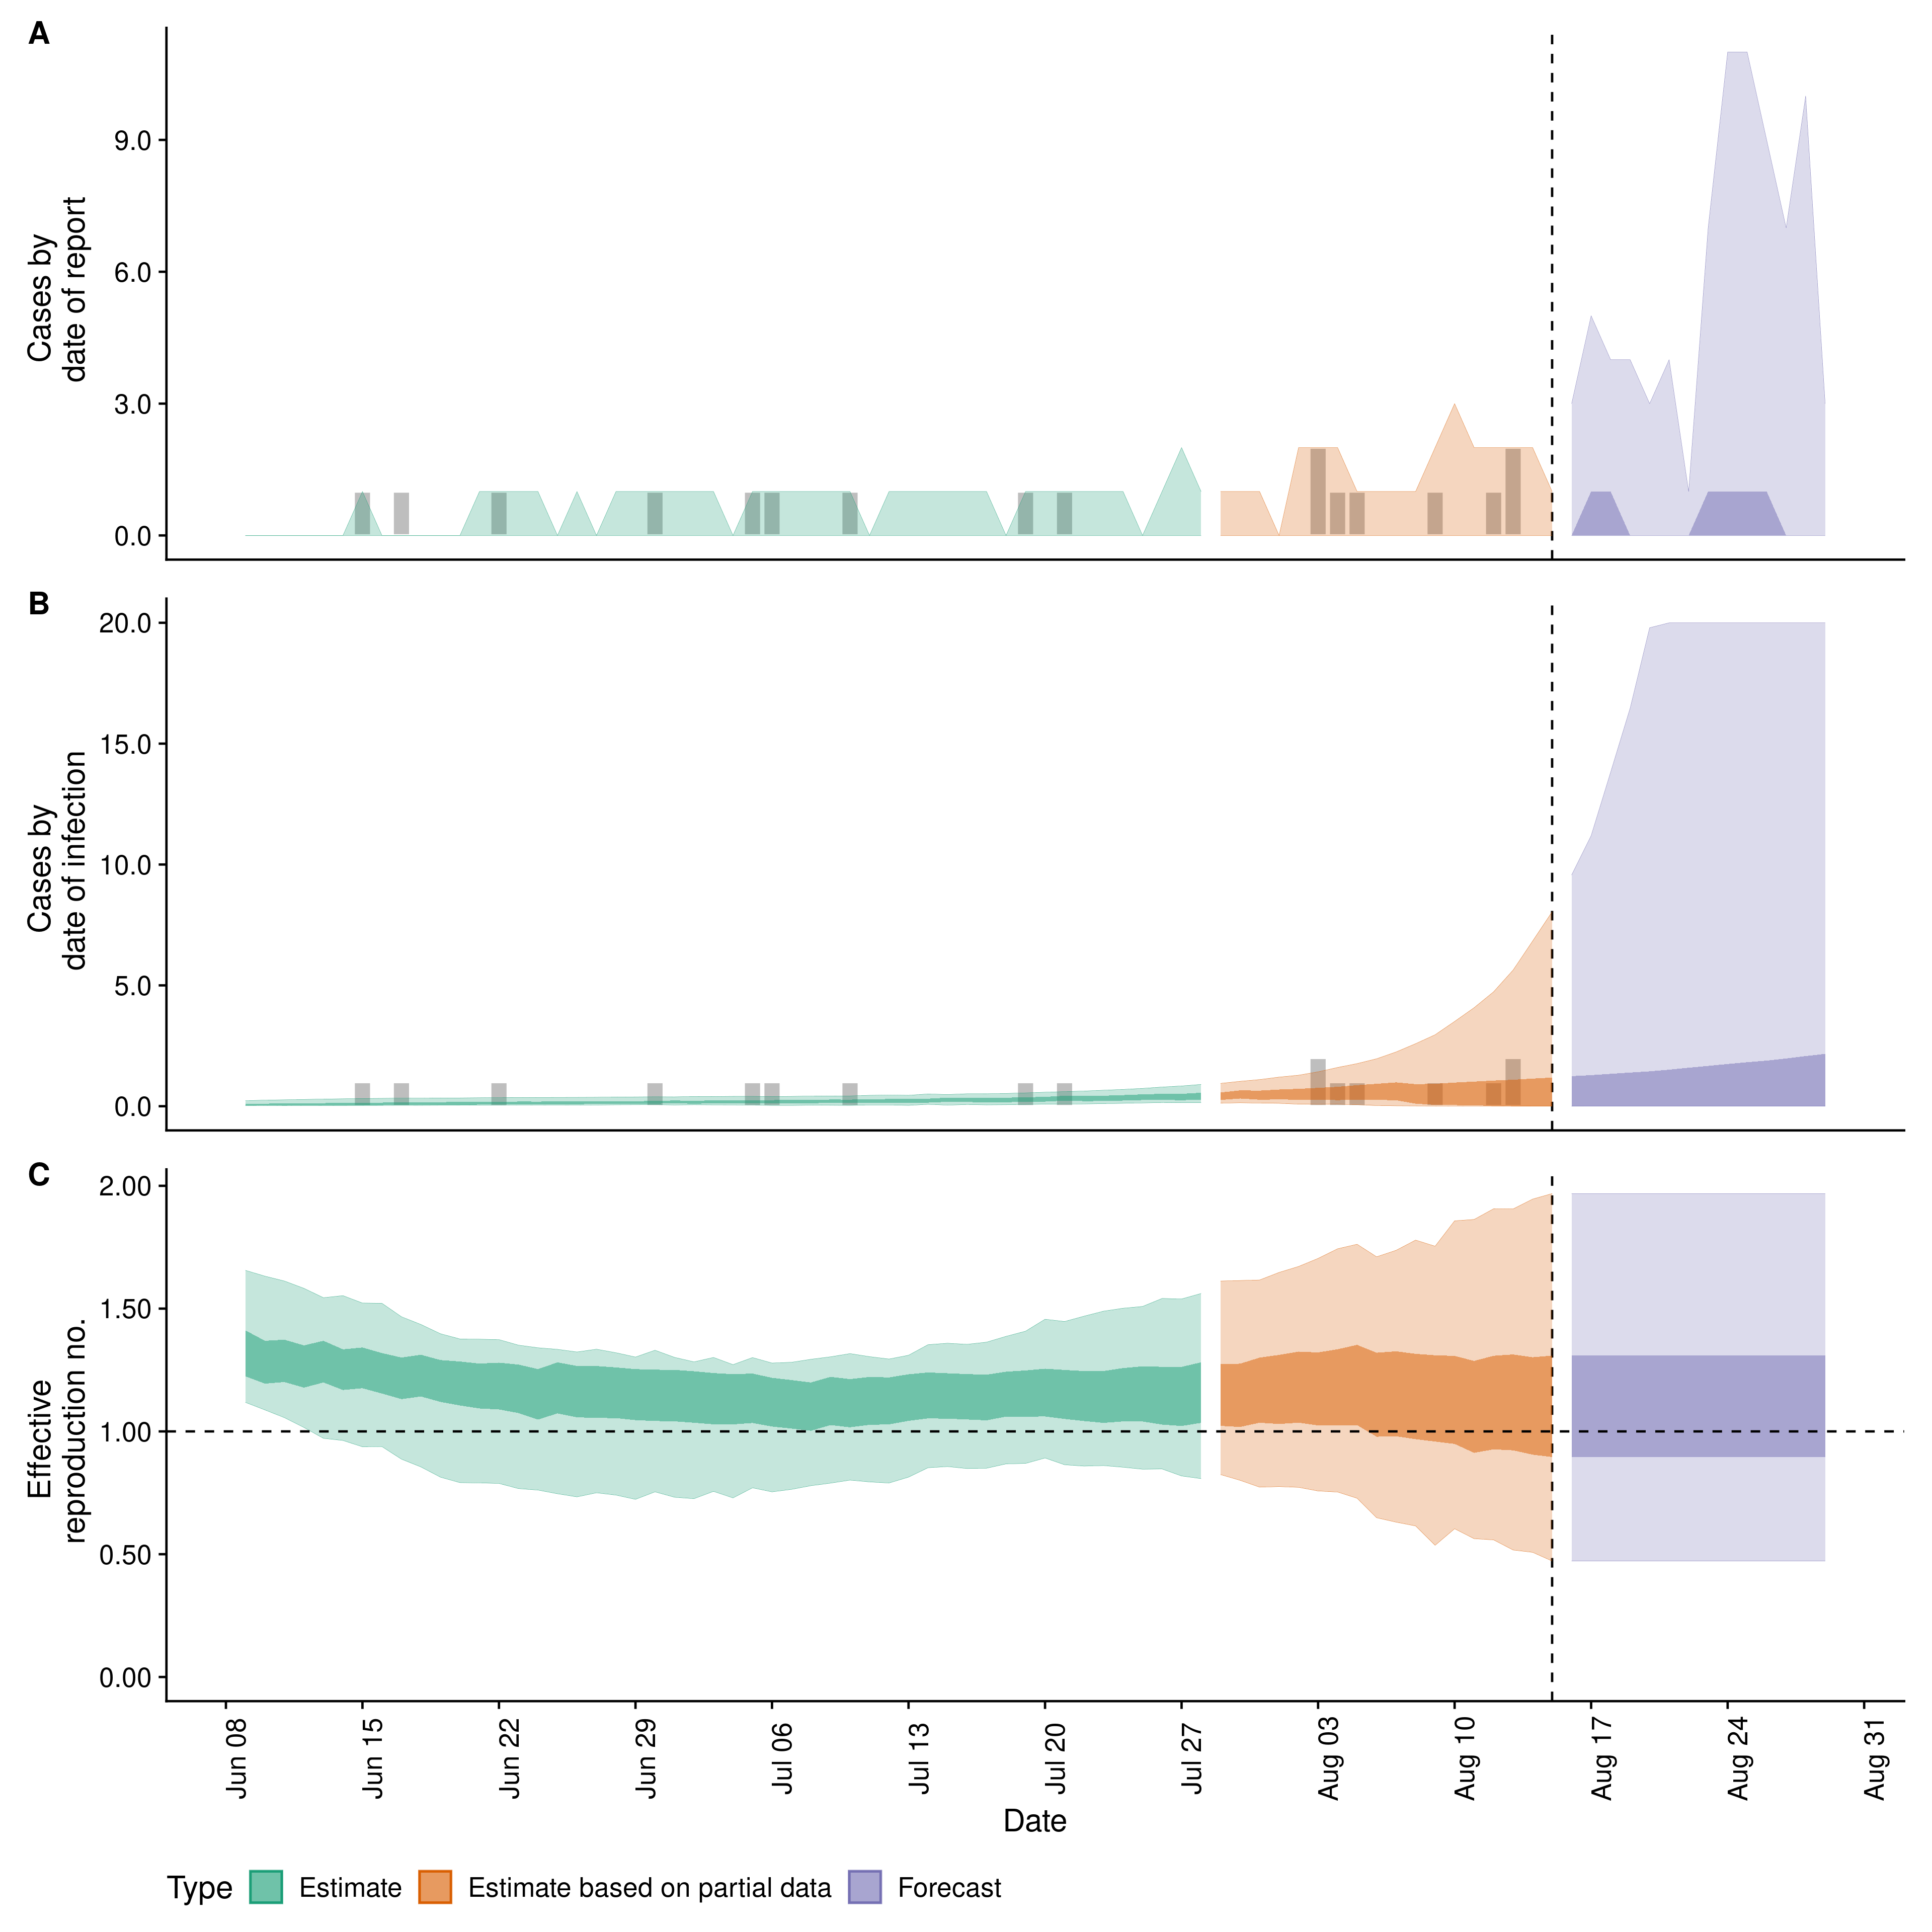 A
Cases by
date of report
9.0
6.0
3.0
0.0
B
Cases by
date of infection
20.0
15.0
10.0
5.0
0.0
C
Effective
reproduction no.
2.00
1.50
1.00
0.50
0.00
Jun 08
Jun 15
Jun 22
Jun 29
Jul 06
Jul 13
Jul 20
Jul 27
Aug 03
Aug 10
Aug 17
Aug 24
Aug 31
Date
Type Estimate Estimate based on partial data Forecast